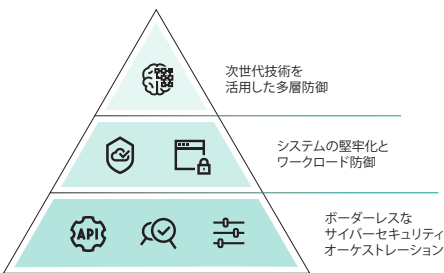 次世代技術を
活用した多層防御
システムの堅牢化と
ワークロード防御
API
ボーダーレスな
サイバーセキュリティ
オーケストレーション